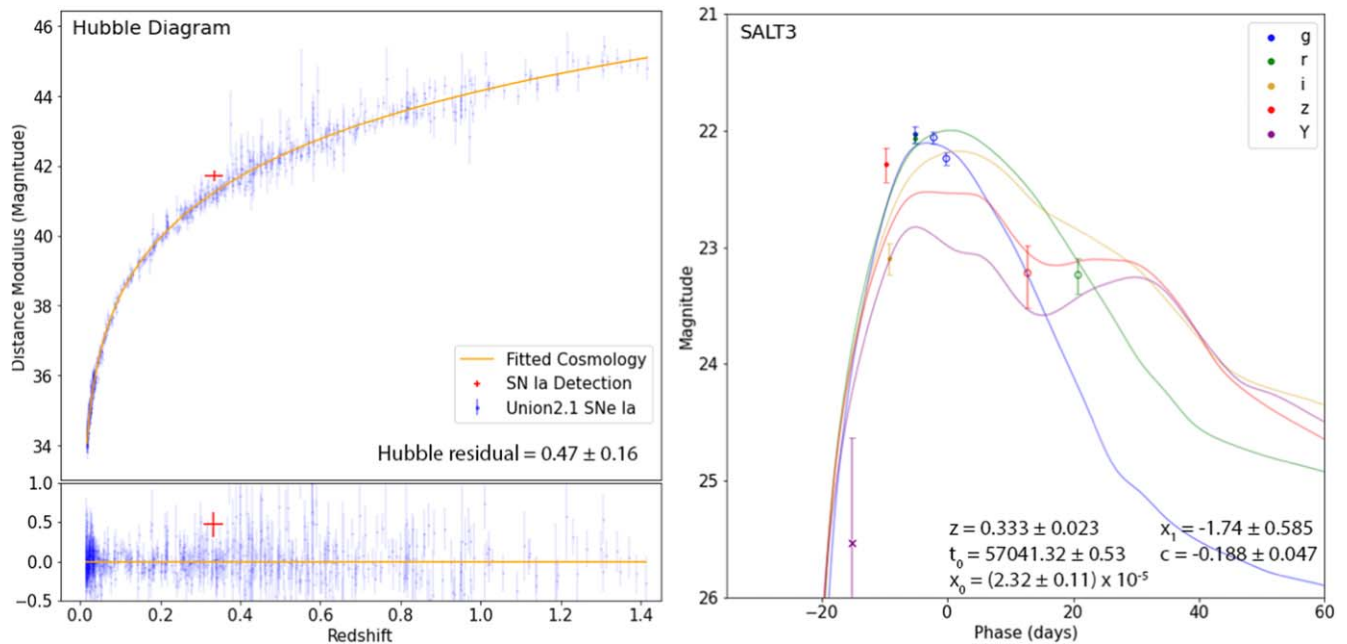 Hubble Diagram
46
44
42
40
38
36
34
Distance Modulus (Magnitude)
Fitted Cosmology
SN Ia Detection
Union2.1 SNe Ia
Hubble residual = 0.47 ± 0.16
1.0
0.5
0.0
−0.5
0.0 0.2 0.4 0.6 0.8 1.0 1.2 1.4
Redshift
SALT3
21
22
23
24
25
26
Magnitude
g
r
i
z
Y
z = 0.333 ± 0.023 x₁ = -1.74 ± 0.585
t₀ = 57041.32 ± 0.53 c = -0.188 ± 0.047
x₀ = (2.32 ± 0.11) x 10⁻⁵
−20 0 20 40 60
Phase (days)